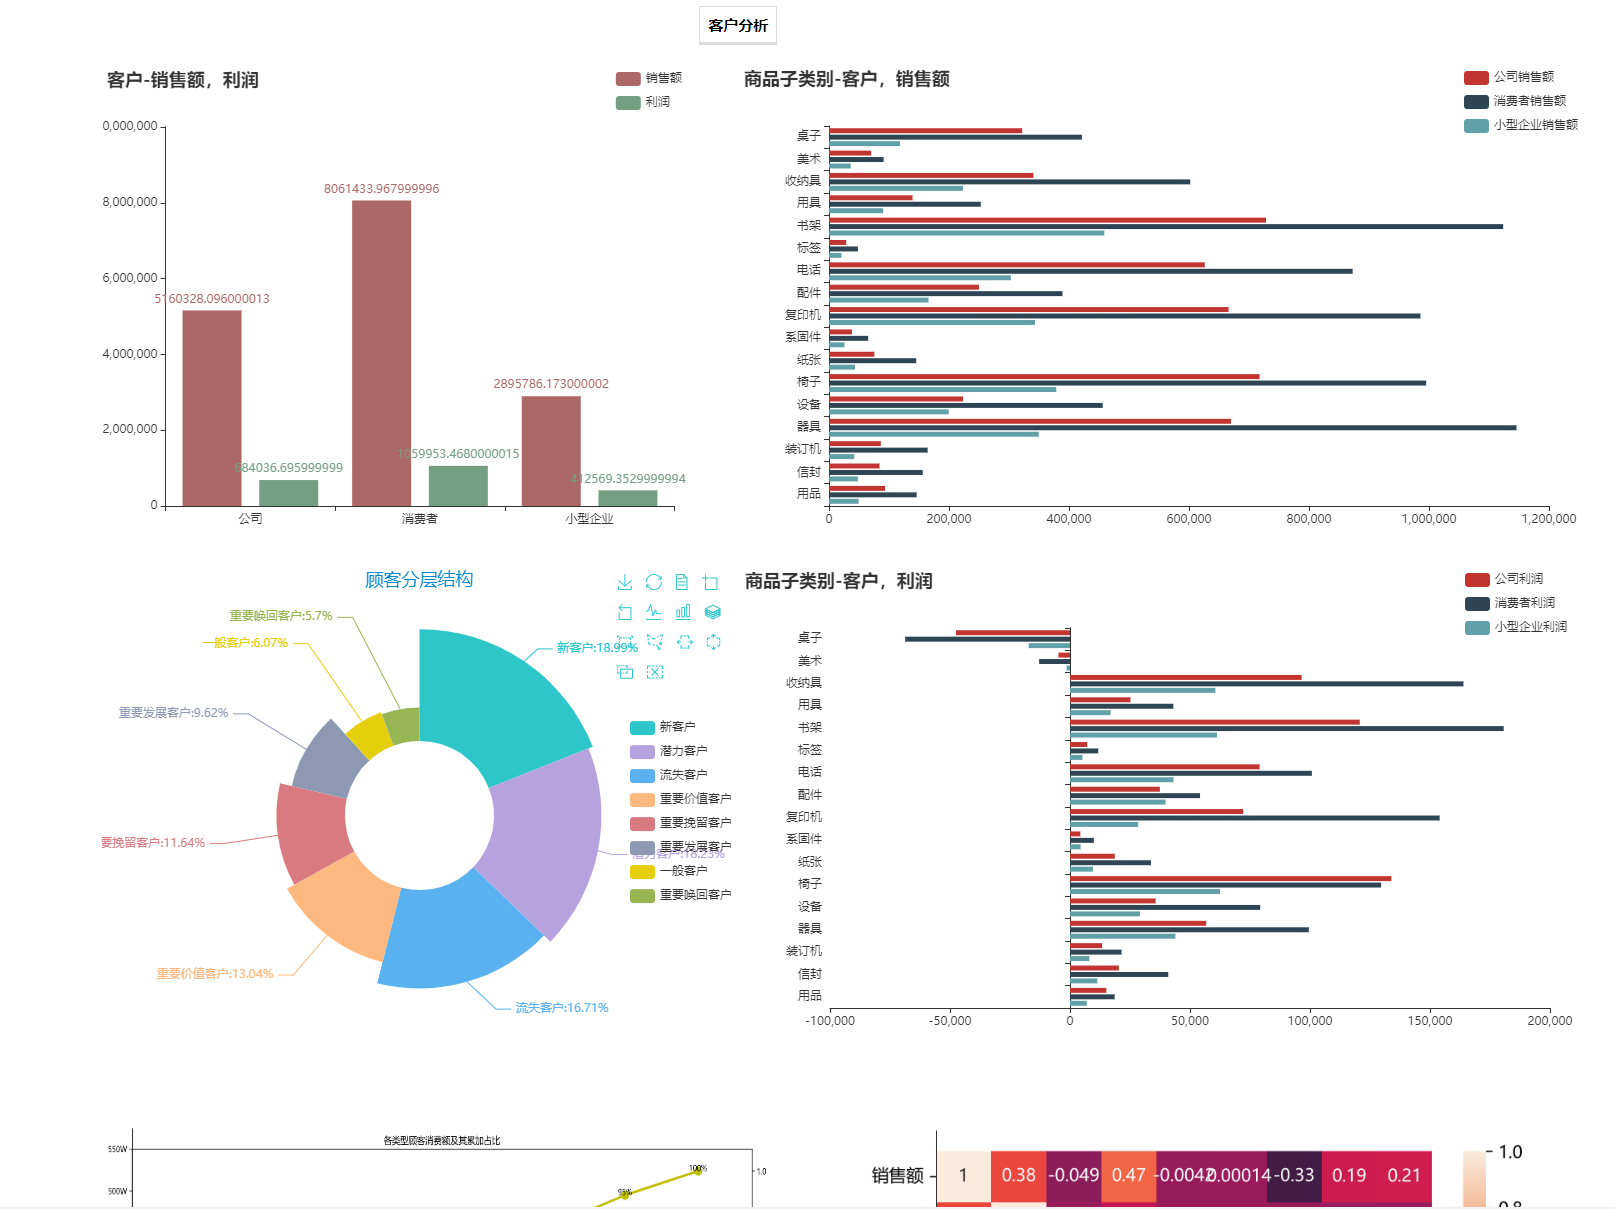 客户分析
客户-销售额，利润
销售额
利润
0,000,000
8,000,000
6,000,000
4,000,000
2,000,000
0
5160328.096000013
684036.695999999
8061433.967999996
1059953.4680000015
2895786.173000002
412569.3529999994
公司
消费者
小型企业
商品子类别-客户，销售额
公司销售额
消费者销售额
小型企业销售额
桌子
美术
收纳具
用具
书架
标签
电话
配件
复印机
系固件
纸张
椅子
设备
器具
装订机
信封
用品
0
200,000
400,000
600,000
800,000
1,000,000
1,200,000
顾客分层结构
重要唤回客户:5.7%
一般客户:6.07%
新客户:18.99%
重要发展客户:9.62%
要挽留客户:11.64%
潜力客户:18.23%
重要价值客户:13.04%
流失客户:16.71%
新客户
潜力客户
流失客户
重要价值客户
重要挽留客户
重要发展客户
一般客户
重要唤回客户
商品子类别-客户，利润
公司利润
消费者利润
小型企业利润
桌子
美术
收纳具
用具
书架
标签
电话
配件
复印机
系固件
纸张
椅子
设备
器具
装订机
信封
用品
-100,000
-50,000
0
50,000
100,000
150,000
200,000
各类型顾客消费额及其累加占比
550W
500W
100%
95%
1.0
销售额
1
0.38
-0.049
0.47
-0.0042
0.00014
-0.33
0.19
0.21
1.0
0.8